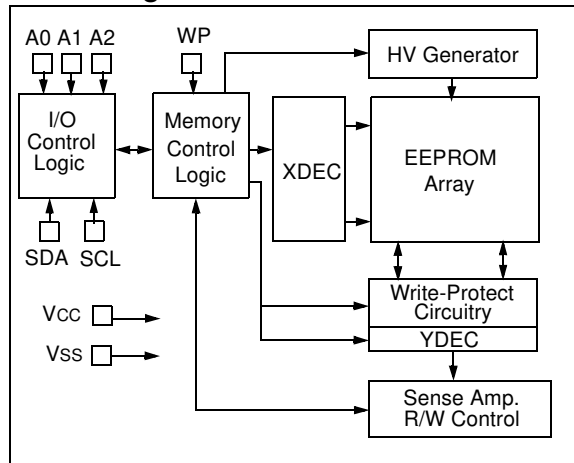 A0 A1 A2 WP
HV Generator
I/O
Control
Logic
Memory
Control
Logic
XDEC
EEPROM
Array
SDA SCL
Write-Protect
Circuitry
YDEC
VCC
VSS
Sense Amp.
R/W Control